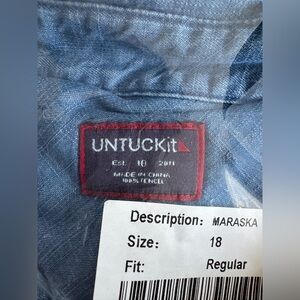 UNTUCKit
EST. 18 2011
MADE IN CHINA
100% TENCEL
Description: MARASKA
Size: 18
Fit: Regular